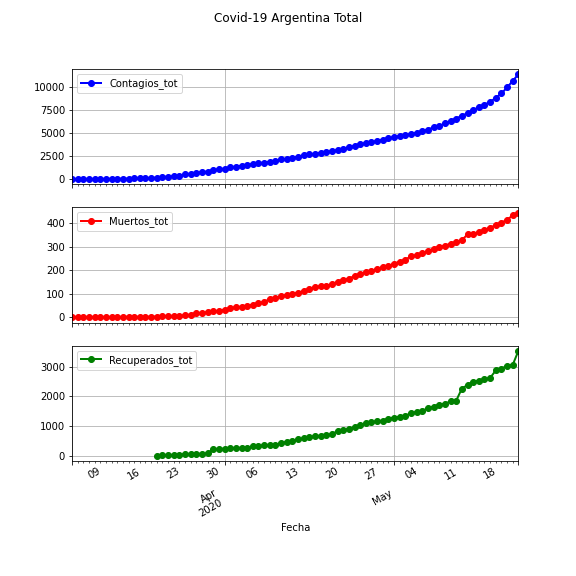 Covid-19 Argentina Total
Contagios_tot
10000
7500
5000
2500
0
Muertos_tot
400
300
200
100
0
Recuperados_tot
3000
2000
1000
0
09 16 23 30 06 13 20 27 04 11 18
Apr May
2020
Fecha